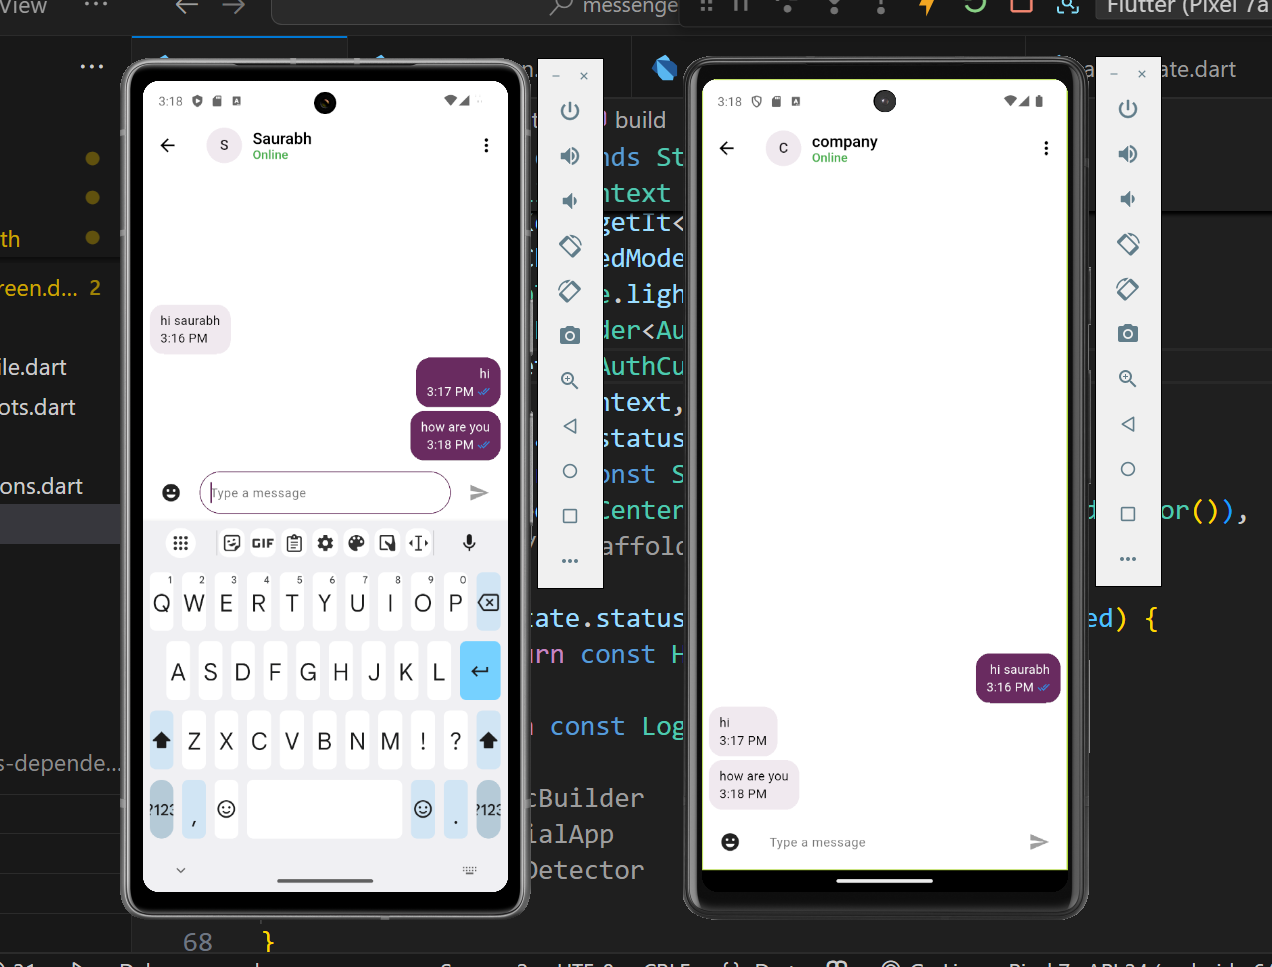 View
messenge
Flutter (Pixel 7a
ate.dart
th
reen.d... 2
ile.dart
ots.dart
ons.dart
s-depende...
build
nds St
ntext
getIt<
edMode
.ligh
der<Au
AuthCu
ntext,
.status
onst S
Center
or()),
affold
ate.status
ed) {
urn const H
const Log
cBuilder
ialApp
Detector
68 }
3:18
S
Saurabh
Online
hi saurabh
3:16 PM
hi
3:17 PM
how are you
3:18 PM
Type a message
GIF
1 2 3 4 5 6 7 8 9 0
Q W E R T Y U I O P
A S D F G H J K L
Z X C V B N M ! ?
?123 , . ?123
3:18
C
company
Online
hi saurabh
3:16 PM
hi
3:17 PM
how are you
3:18 PM
Type a message